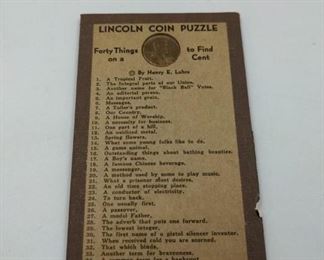 LINCOLN COIN PUZZLE
Forty Things to Find
on a Cent
© By Henry E. Lohrs
1. A Tropical Fruit.
2. The Integral parts of our Union.
3. Another name for "Black Ball" Votes.
4. An editorial person.
5. An important grain.
6. Messages.
7. A Tailor's product.
8. Our Country.
9. A House of Worship.
10. A necessity for business.
11. One part of a hill.
12. An oxidized metal.
13. Spring flowers.
14. What some young folks like to do.
15. A game animal.
16. Outstanding things about bathing beauties.
17. A Boy's name.
18. A famous Chinese beverage.
19. A messenger.
20. A method used by some to play music.
21. What a prisoner most desires.
22. An old time stopping place.
23. A conductor of electricity.
24. To turn back.
25. One usually first.
26. A passover.
27. A model Father.
28. The adverb that puts one forward.
29. The lowest integer.
30. The first name of a pistol silencer inventor.
31. When received cold you are scorned.
32. That which binds.
33. Another term for braveness.